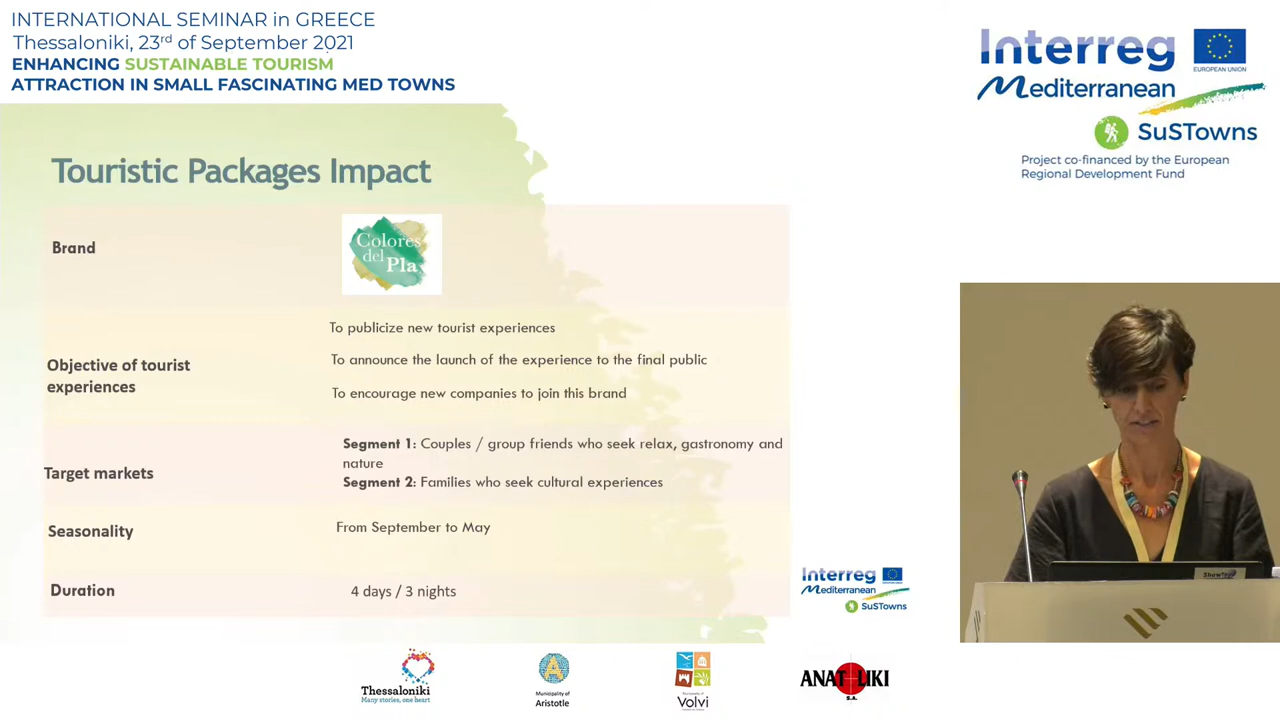 INTERNATIONAL SEMINAR in GREECE
Thessaloniki, 23rd of September 2021
ENHANCING SUSTAINABLE TOURISM
ATTRACTION IN SMALL FASCINATING MED TOWNS
Interreg
EUROPEAN UNION
Mediterranean
SuSTowns
Project co-financed by the European
Regional Development Fund
Touristic Packages Impact
Brand
Colores
del
Pla
Objective of tourist
experiences
To publicize new tourist experiences
To announce the launch of the experience to the final public
To encourage new companies to join this brand
Target markets
Segment 1: Couples / group friends who seek relax, gastronomy and
nature
Segment 2: Families who seek cultural experiences
Seasonality
From September to May
Duration
4 days / 3 nights
Interreg
Mediterranean
SuSTowns
Thessaloniki
Many stories, one heart
Municipality of
Aristotle
Volvi
ANATOLIKI
S.A.